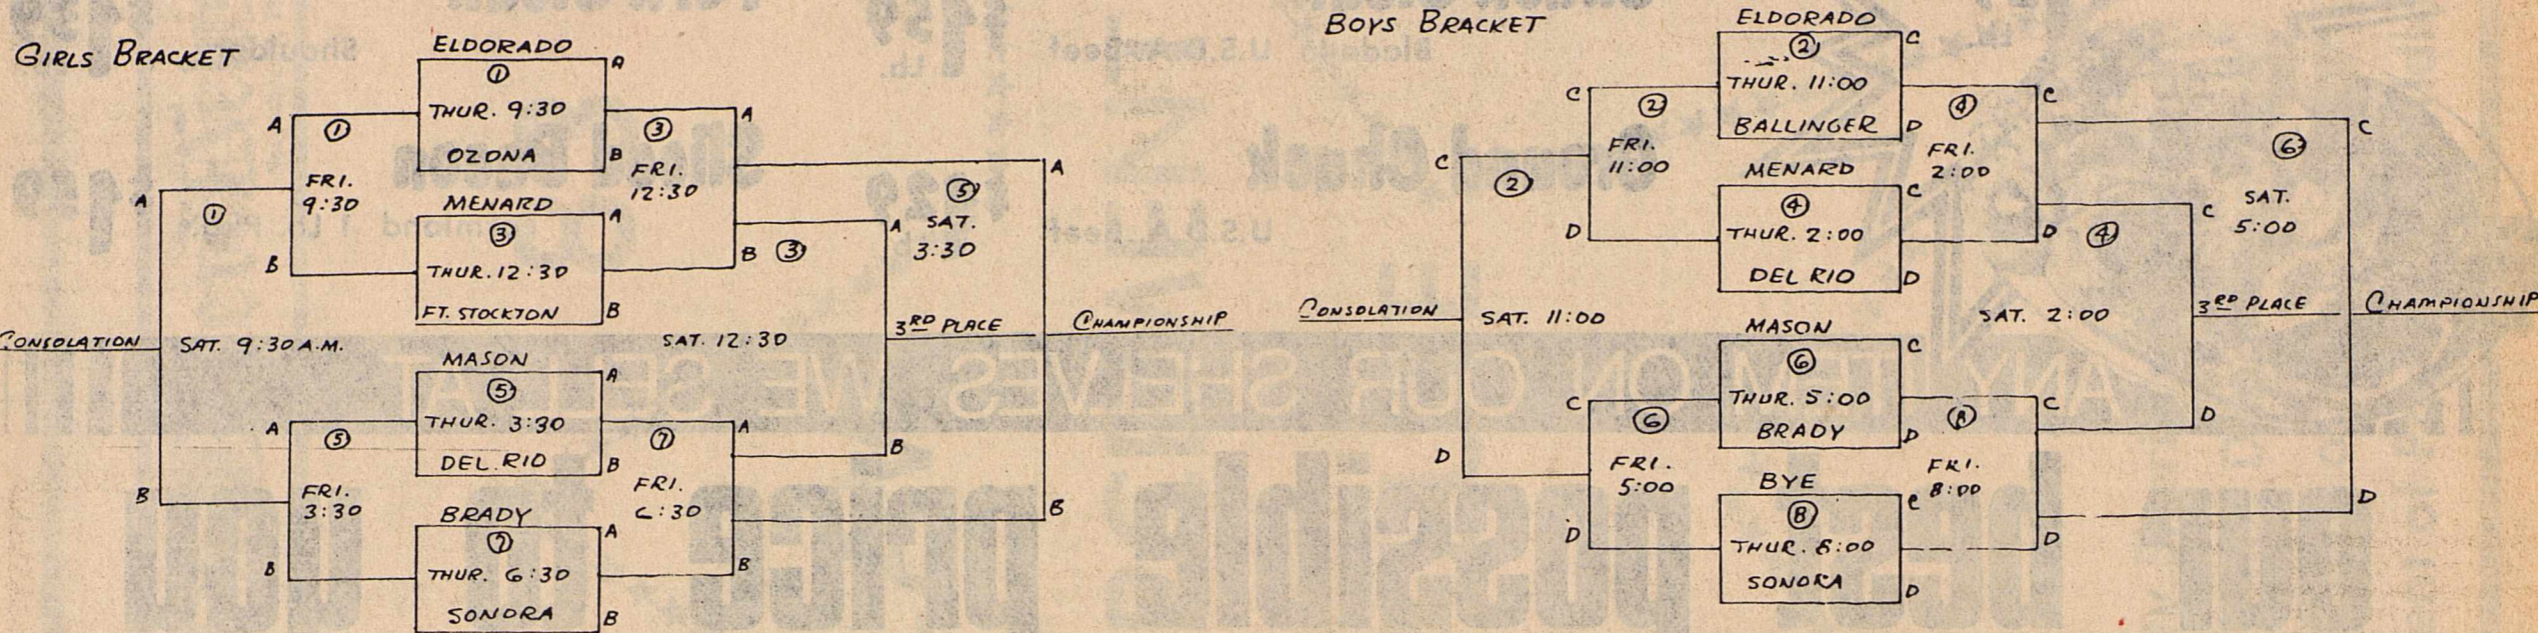 GIRLS BRACKET
ELDORADO
①
THUR. 9:30
OZONA
A
B
MENARD
③
THUR. 12:30
FT. STOCKTON
A
B
MASON
⑤
THUR. 3:30
DEL RIO
A
B
BRADY
⑦
THUR. 6:30
SONORA
A
B
A
①
FRI.
9:30
B
A
⑤
FRI.
3:30
B
A
①
SAT. 9:30 A.M.
B
CONSOLATION
③
FRI.
12:30
A
B
⑦
FRI.
6:30
A
B
③
SAT. 12:30
A
B
3RD PLACE
⑤
SAT.
3:30
A
B
CHAMPIONSHIP
BOYS BRACKET
ELDORADO
②
THUR. 11:00
BALLINGER
C
D
MENARD
④
THUR. 2:00
DEL RIO
C
D
MASON
⑥
THUR. 5:00
BRADY
C
D
BYE
⑧
THUR. 8:00
SONORA
C
D
C
②
FRI.
11:00
D
C
⑥
FRI.
5:00
D
C
②
SAT. 11:00
D
CONSOLATION
④
FRI.
2:00
C
D
⑧
FRI.
8:00
C
D
④
SAT. 2:00
C
D
3RD PLACE
⑥
SAT.
5:00
C
D
CHAMPIONSHIP